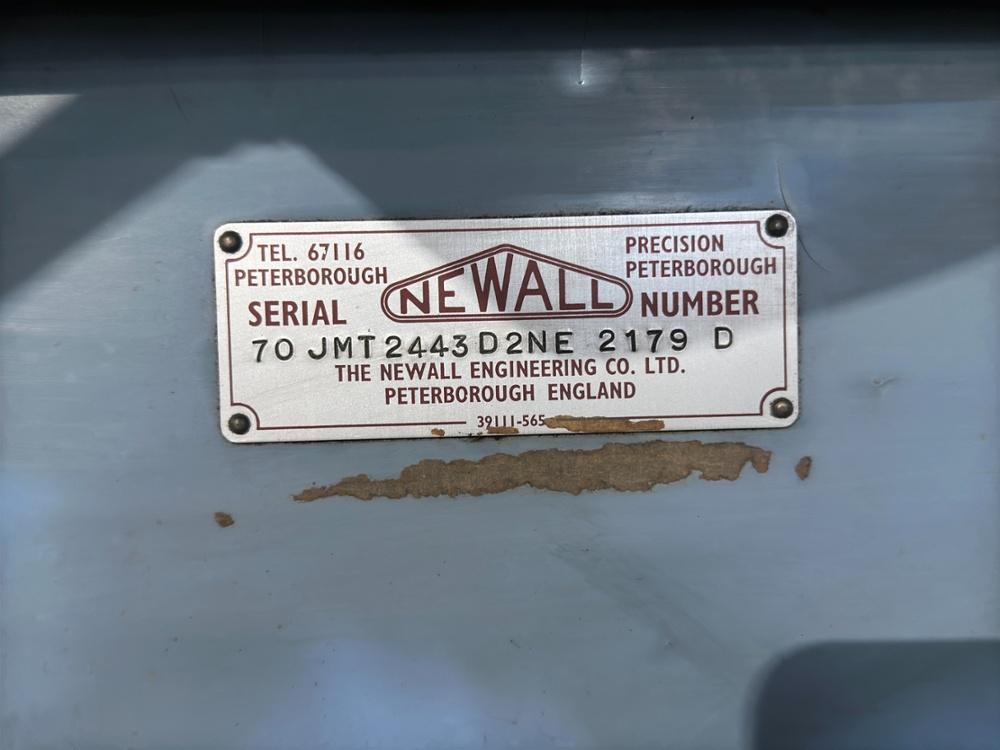 TEL. 67116
PETERBOROUGH
NEWALL
PRECISION
PETERBOROUGH
SERIAL NUMBER
70 JMT 2443 D2NE 2179 D
THE NEWALL ENGINEERING CO. LTD.
PETERBOROUGH ENGLAND
39111-565